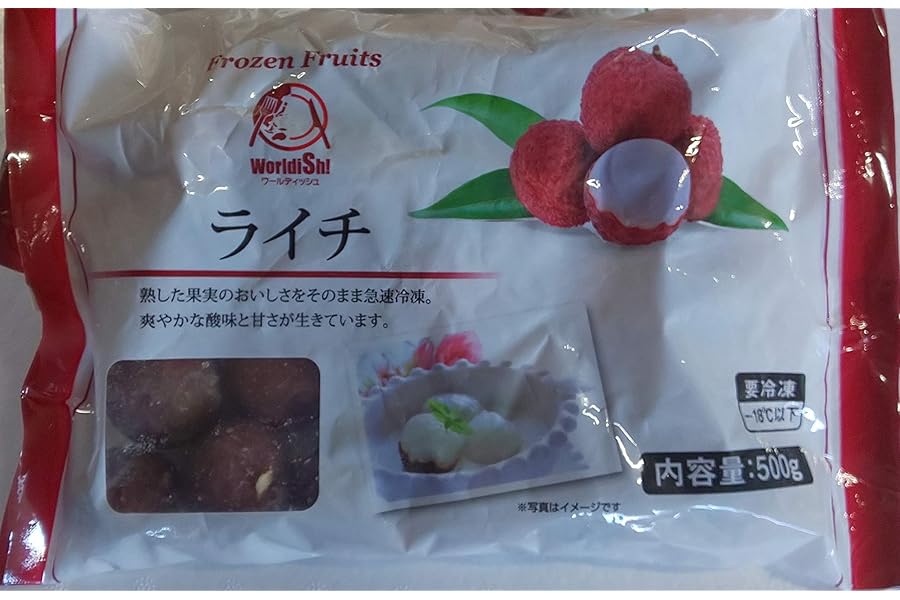 Frozen Fruits
WorldiSh!
ワールディッシュ
ライチ
熟した果実のおいしさをそのまま急速冷凍。
爽やかな酸味と甘さが生きています。
要冷凍
-18℃以下
内容量:500g
※写真はイメージです